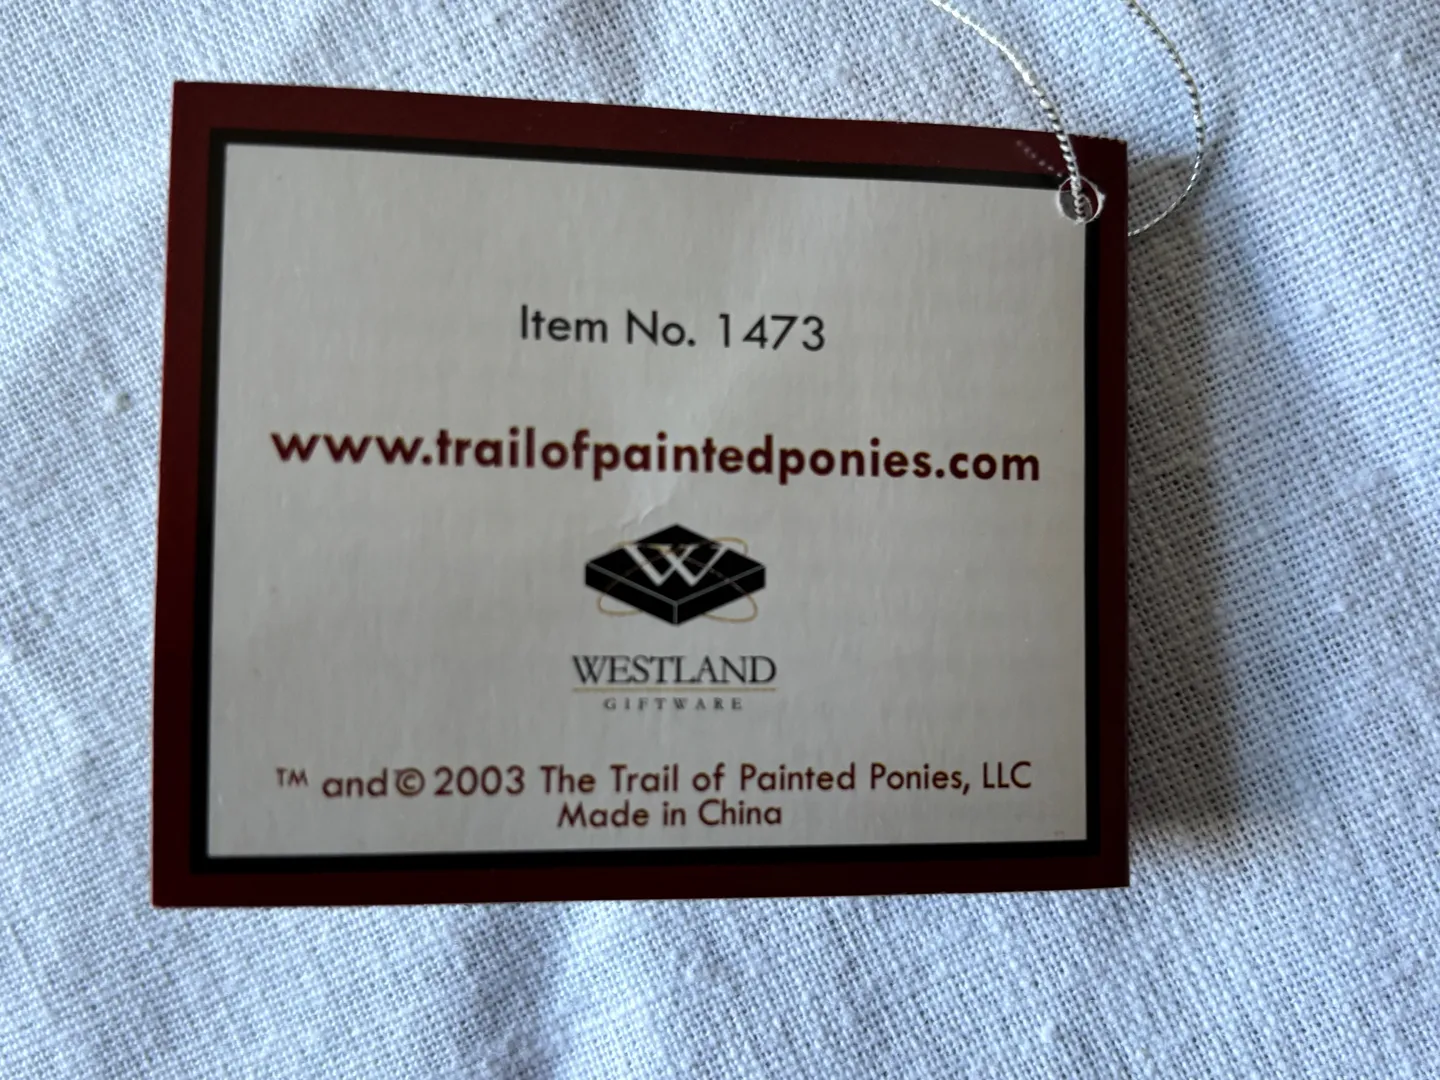 Item No. 1473
www.trailofpaintedponies.com
W
WESTLAND
GIFTWARE
™ and © 2003 The Trail of Painted Ponies, LLC
Made in China